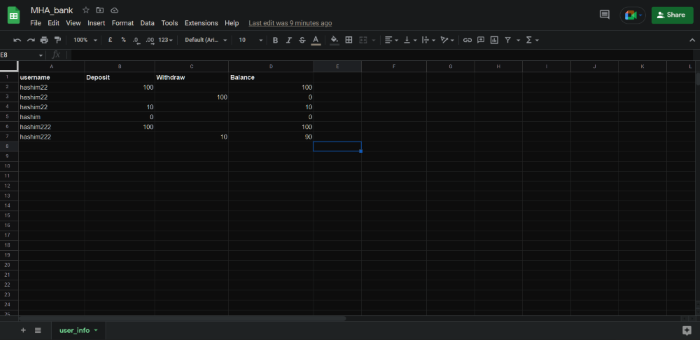 MHA_bank
File Edit View Insert Format Data Tools Extensions Help Last edit was 9 minutes ago
Share
100% £ % .0 .00 123 Default (Ari... 10 B I S A
E8 fx
A B C D E F G H I J K L
1 username Deposit Withdraw Balance
2 hashim22 100 100
3 hashim22 100 0
4 hashim22 10 10
5 hashim 0 0
6 hashim222 100 100
7 hashim222 10 90
8
9
10
11
12
13
14
15
16
17
18
19
20
21
22
23
24
25
user_info